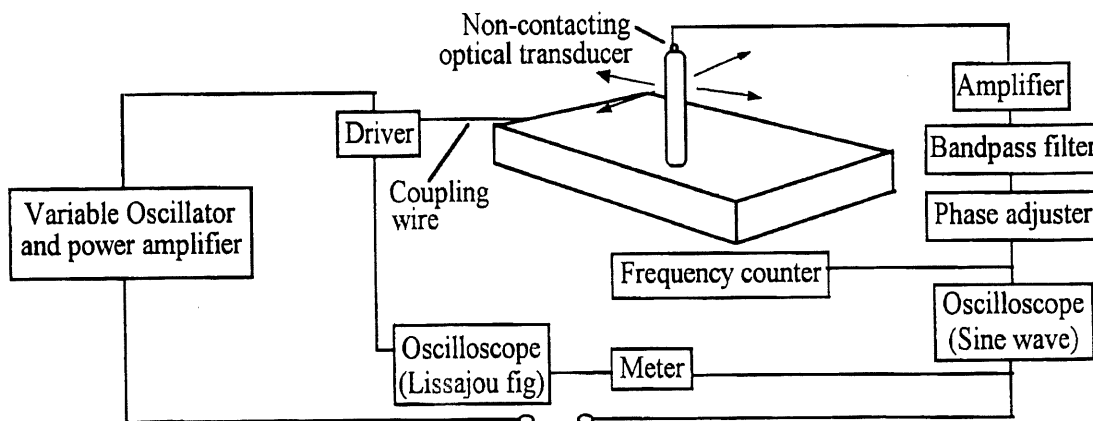 Non-contacting
optical transducer
Amplifier
Driver
Bandpass filter
Coupling
wire
Variable Oscillator
and power amplifier
Phase adjuster
Frequency counter
Oscilloscope
(Sine wave)
Oscilloscope
(Lissajou fig)
Meter